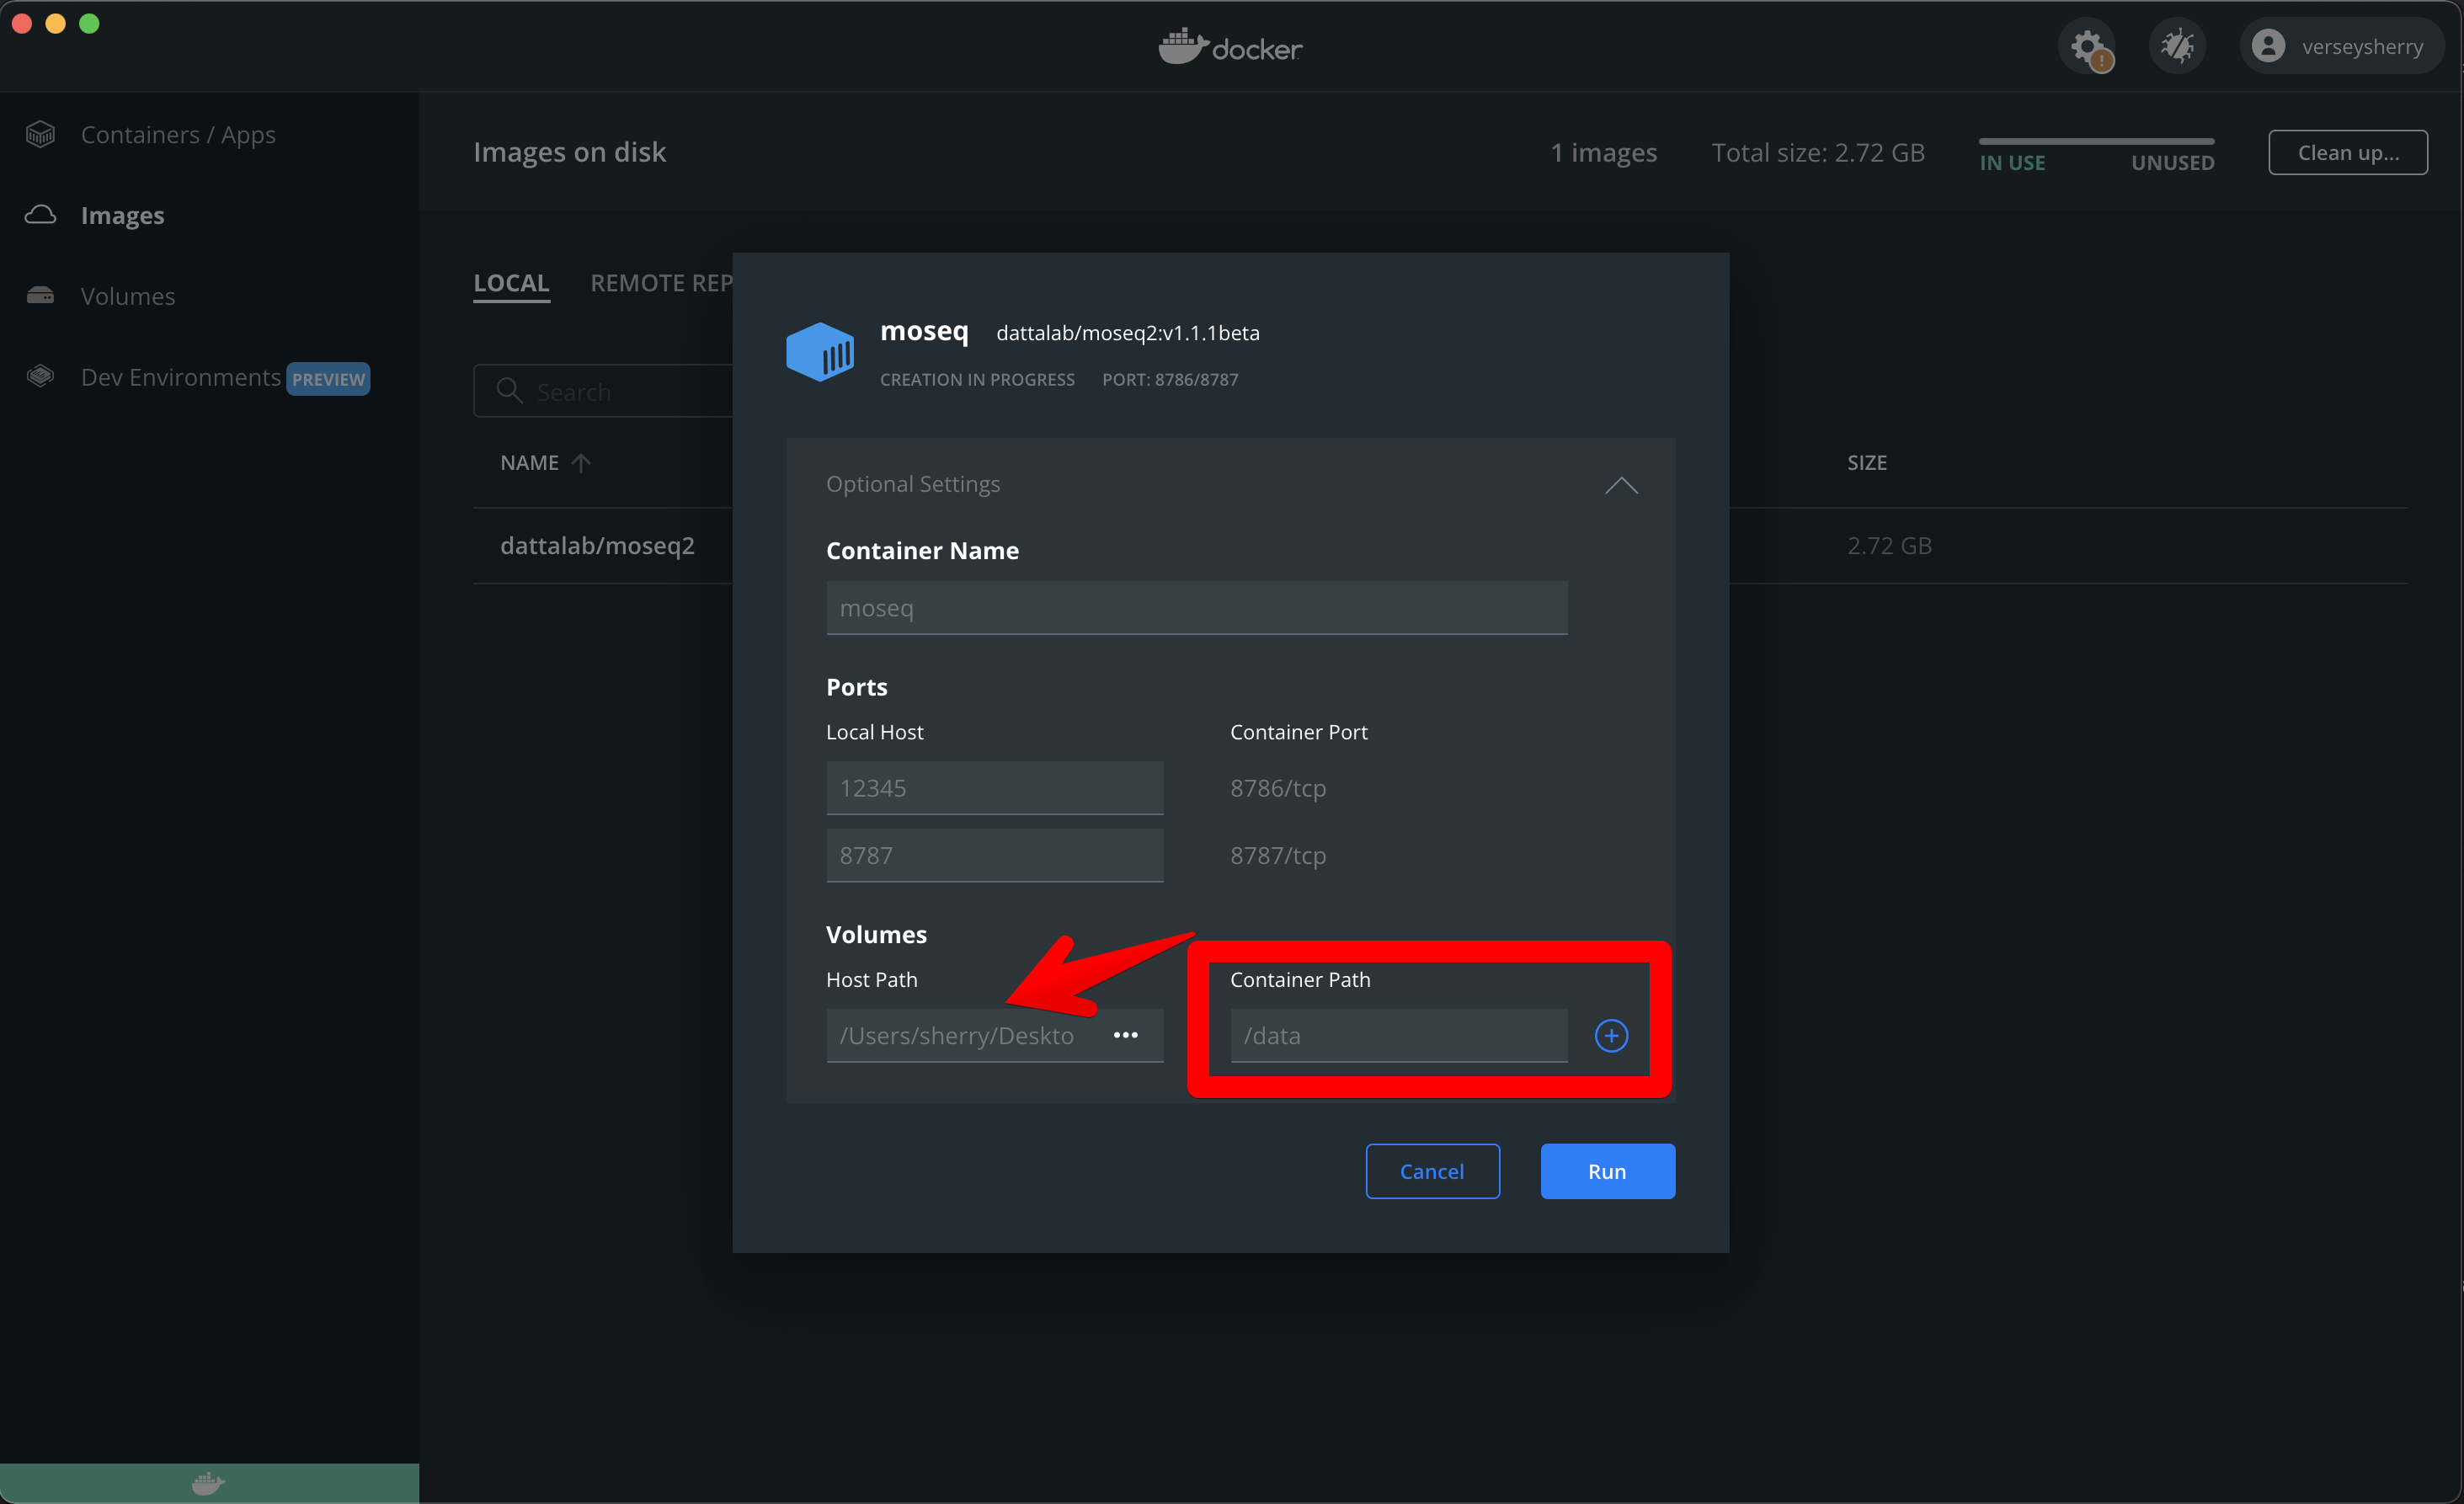 docker
verseysherry
Containers / Apps
Images
Volumes
Dev Environments PREVIEW
Images on disk
1 images
Total size: 2.72 GB
IN USE
UNUSED
Clean up...
LOCAL
REMOTE REP
Search
NAME
SIZE
dattalab/moseq2
2.72 GB
moseq dattalab/moseq2:v1.1.1beta
CREATION IN PROGRESS PORT: 8786/8787
Optional Settings
Container Name
moseq
Ports
Local Host Container Port
12345 8786/tcp
8787 8787/tcp
Volumes
Host Path Container Path
/Users/sherry/Deskto ••• /data
Cancel Run